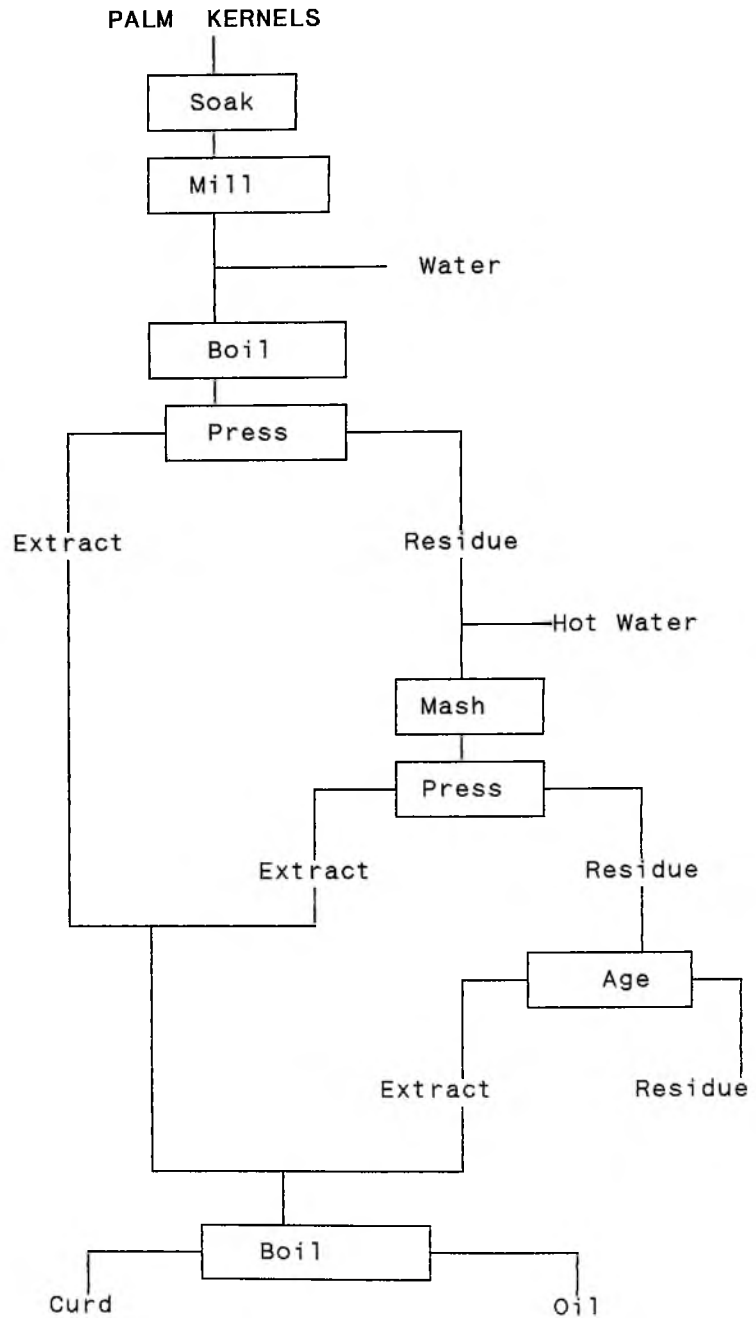 PALM KERNELS
Soak
Mill
Water
Boil
Press
Extract Residue
Hot Water
Mash
Press
Extract Residue
Age
Extract Residue
Boil
Curd Oil